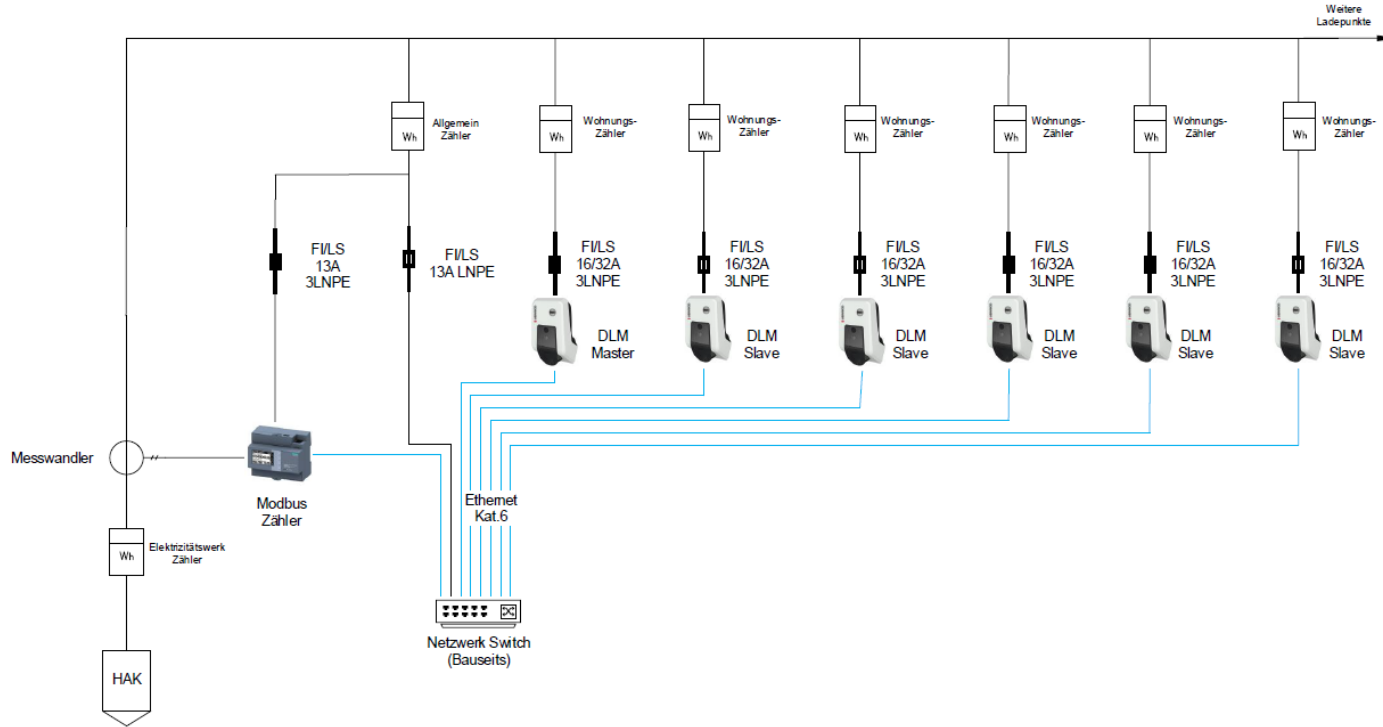 Weitere
Ladepunkte
Wh
Allgemein
Zähler
Wh
Wohnungs-
Zähler
Wh
Wohnungs-
Zähler
Wh
Wohnungs-
Zähler
Wh
Wohnungs-
Zähler
Wh
Wohnungs-
Zähler
Wh
Wohnungs-
Zähler
FI/LS
13A
3LNPE
FI/LS
13A LNPE
FI/LS
16/32A
3LNPE
FI/LS
16/32A
3LNPE
FI/LS
16/32A
3LNPE
FI/LS
16/32A
3LNPE
FI/LS
16/32A
3LNPE
FI/LS
16/32A
3LNPE
DLM
Master
DLM
Slave
DLM
Slave
DLM
Slave
DLM
Slave
DLM
Slave
Messwandler
Modbus
Zähler
Ethernet
Kat.6
Wh
Elektrizitätswerk
Zähler
Netzwerk Switch
(Bauseits)
HAK